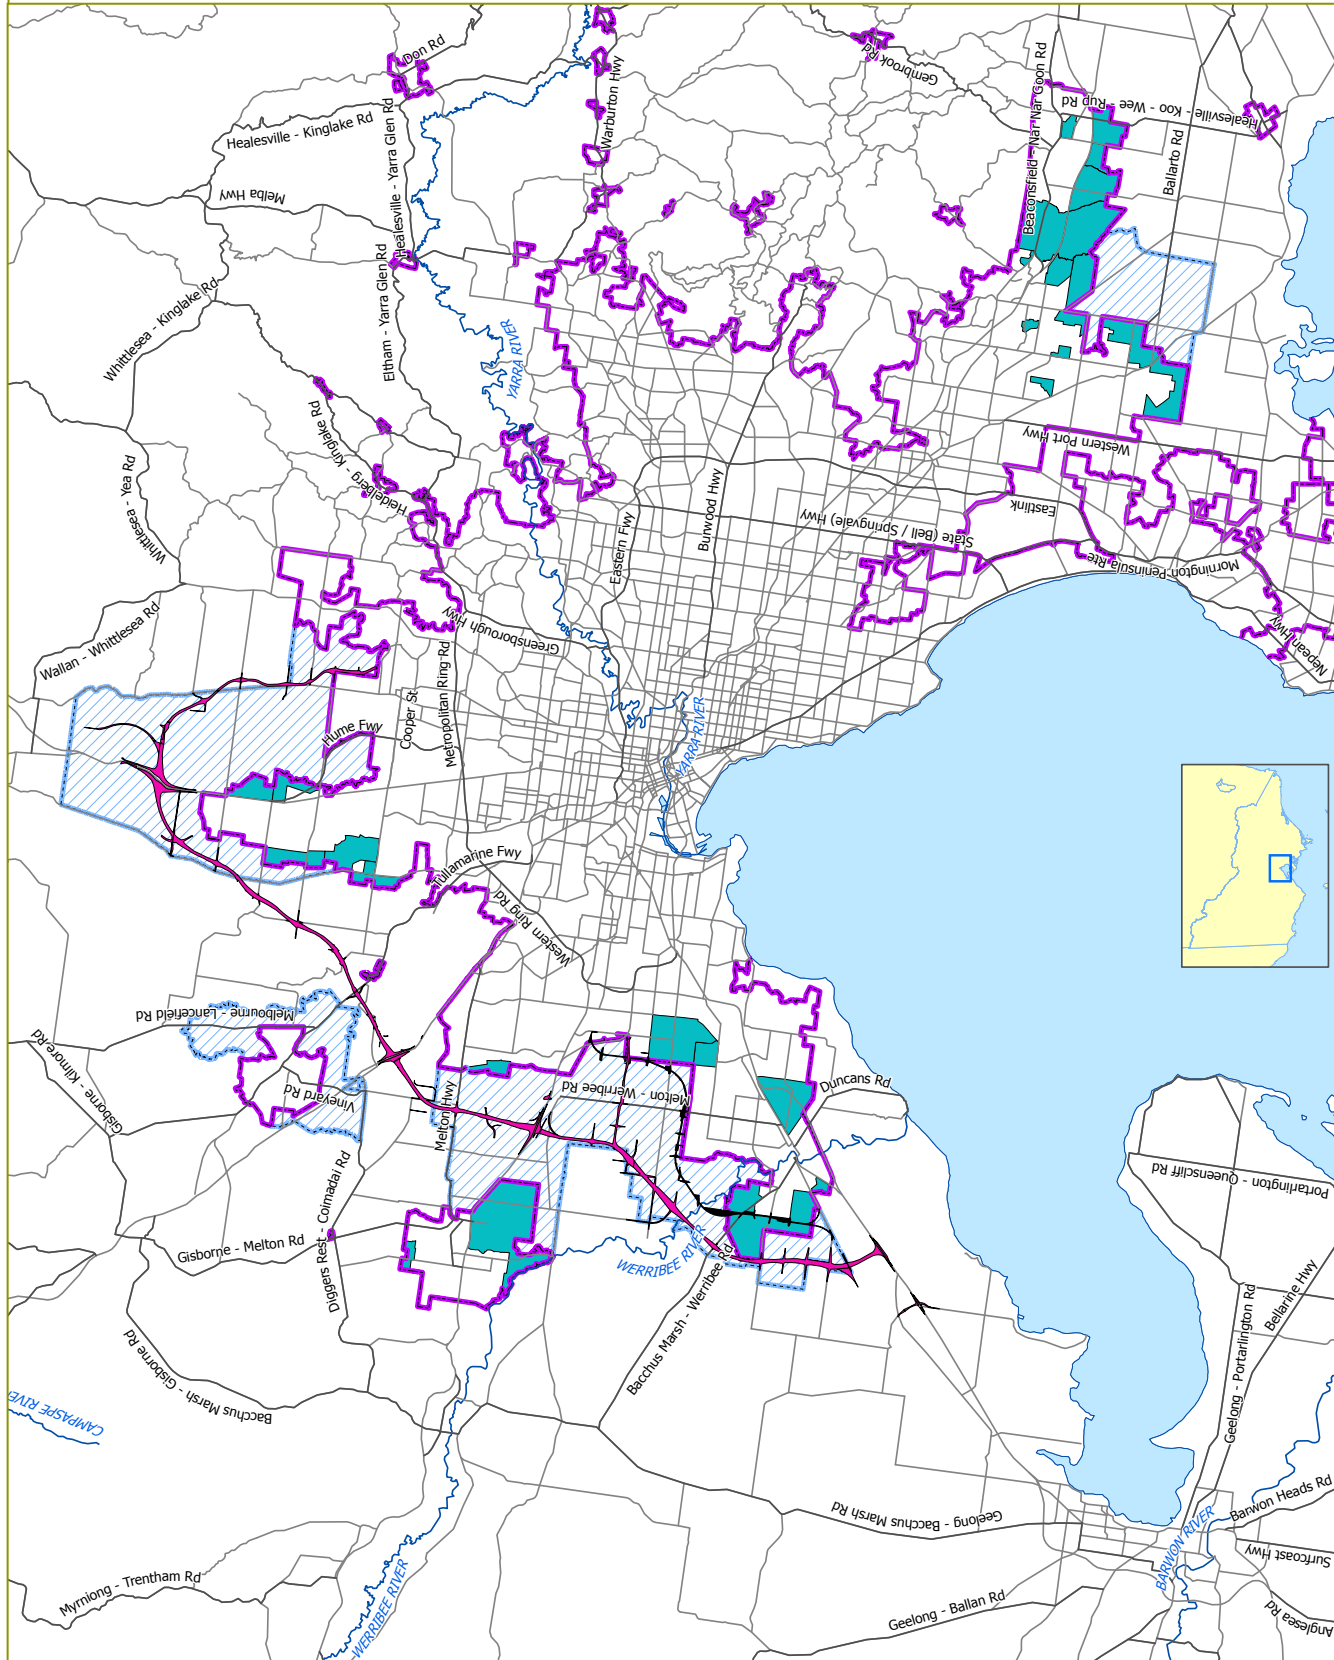 Don Rd
Warburton Hwy
Gembrook Rd
Beaconsfield - Nar Nar Goon Rd
Healesville - Koo - Wee - Rup Rd
Ballarto Rd
Healesville - Kinglake Rd
Healesville - Yarra Glen Rd
Melba Hwy
Eltham - Yarra Glen Rd
Whittlesea - Kinglake Rd
YARRA RIVER
Heidelberg - Kinglake Rd
Whittlesea - Yea Rd
Western Port Hwy
Burwood Hwy
Eastern Fwy
Eastlink
State (Bell / Springvale) Hwy
Mornington Peninsula Rte
Nepean Hwy
Greensborough Hwy
Wallan - Whittlesea Rd
Metropolitan Ring Rd
Cooper St
Hume Fwy
YARRA RIVER
Tullamarine Fwy
Western Ring Rd
Melbourne - Lancefield Rd
Gisborne - Kilmore Rd
Vineyard Rd
Melton Hwy
Melton - Werribee Rd
Duncans Rd
Diggers Rest - Coimadai Rd
Gisborne - Melton Rd
WERRIBEE RIVER
Bacchus Marsh - Werribee Rd
Portarlington - Queenscliff Rd
Geelong - Portarlington Rd
Bellarine Hwy
Bacchus Marsh - Gisborne Rd
CAMPASPE RIVER
Geelong - Bacchus Marsh Rd
Barwon Heads Rd
BARWON RIVER
Surfcoast Hwy
Anglesea Rd
Geelong - Ballan Rd
Myrniong - Trentham Rd
WERRIBEE RIVER